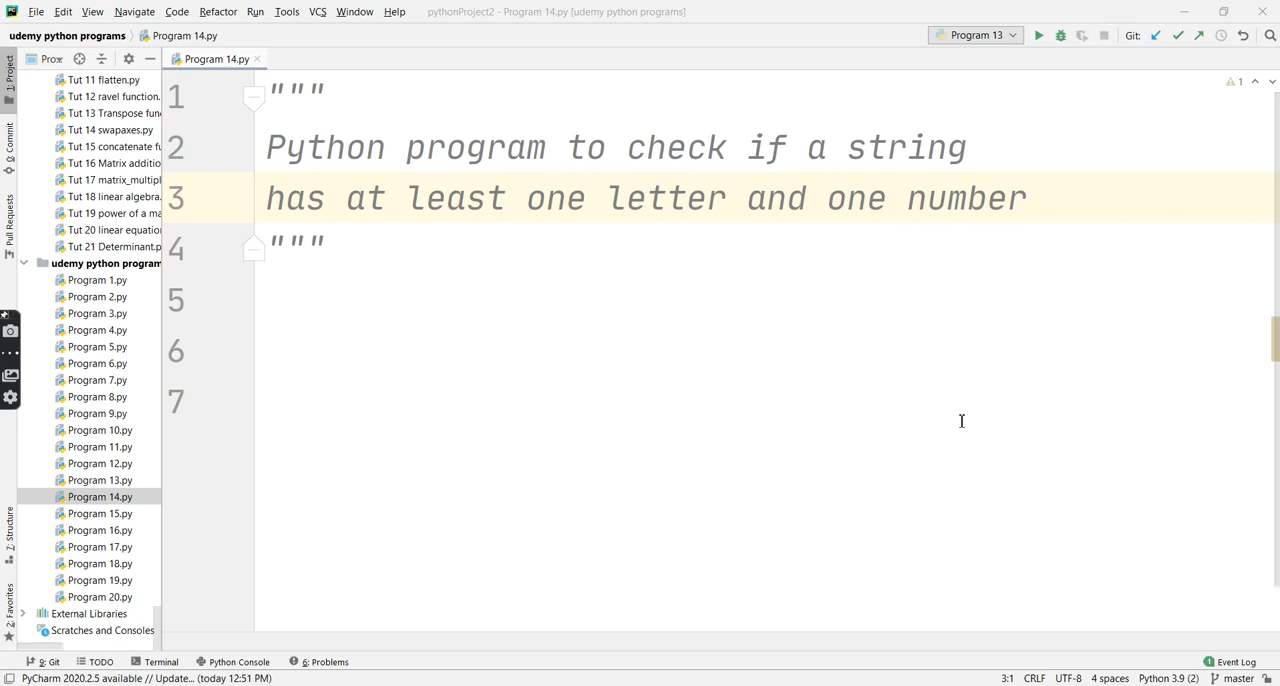 File Edit View Navigate Code Refactor Run Tools VCS Window Help pythonProject2 - Program 14.py [udemy python programs]
udemy python programs Program 14.py Program 13 Git:
Program 14.py
1 """
2 Python program to check if a string
3 has at least one letter and one number
4 """
5
6
7
1
1: Project
0: Commit
Pull Requests
7: Structure
2: Favorites
Tut 11 flatten.py
Tut 12 ravel function.
Tut 13 Transpose fun
Tut 14 swapaxes.py
Tut 15 concatenate fu
Tut 16 Matrix additio
Tut 17 matrix_multipl
Tut 18 linear algebra.
Tut 19 power of a ma
Tut 20 linear equatio
Tut 21 Determinant.p
udemy python program
Program 1.py
Program 2.py
Program 3.py
Program 4.py
Program 5.py
Program 6.py
Program 7.py
Program 8.py
Program 9.py
Program 10.py
Program 11.py
Program 12.py
Program 13.py
Program 14.py
Program 15.py
Program 16.py
Program 17.py
Program 18.py
Program 19.py
Program 20.py
External Libraries
Scratches and Consoles
9: Git TODO Terminal Python Console 6: Problems 1 Event Log
PyCharm 2020.2.5 available // Update... (today 12:51 PM) 3:1 CRLF UTF-8 4 spaces Python 3.9 (2) master